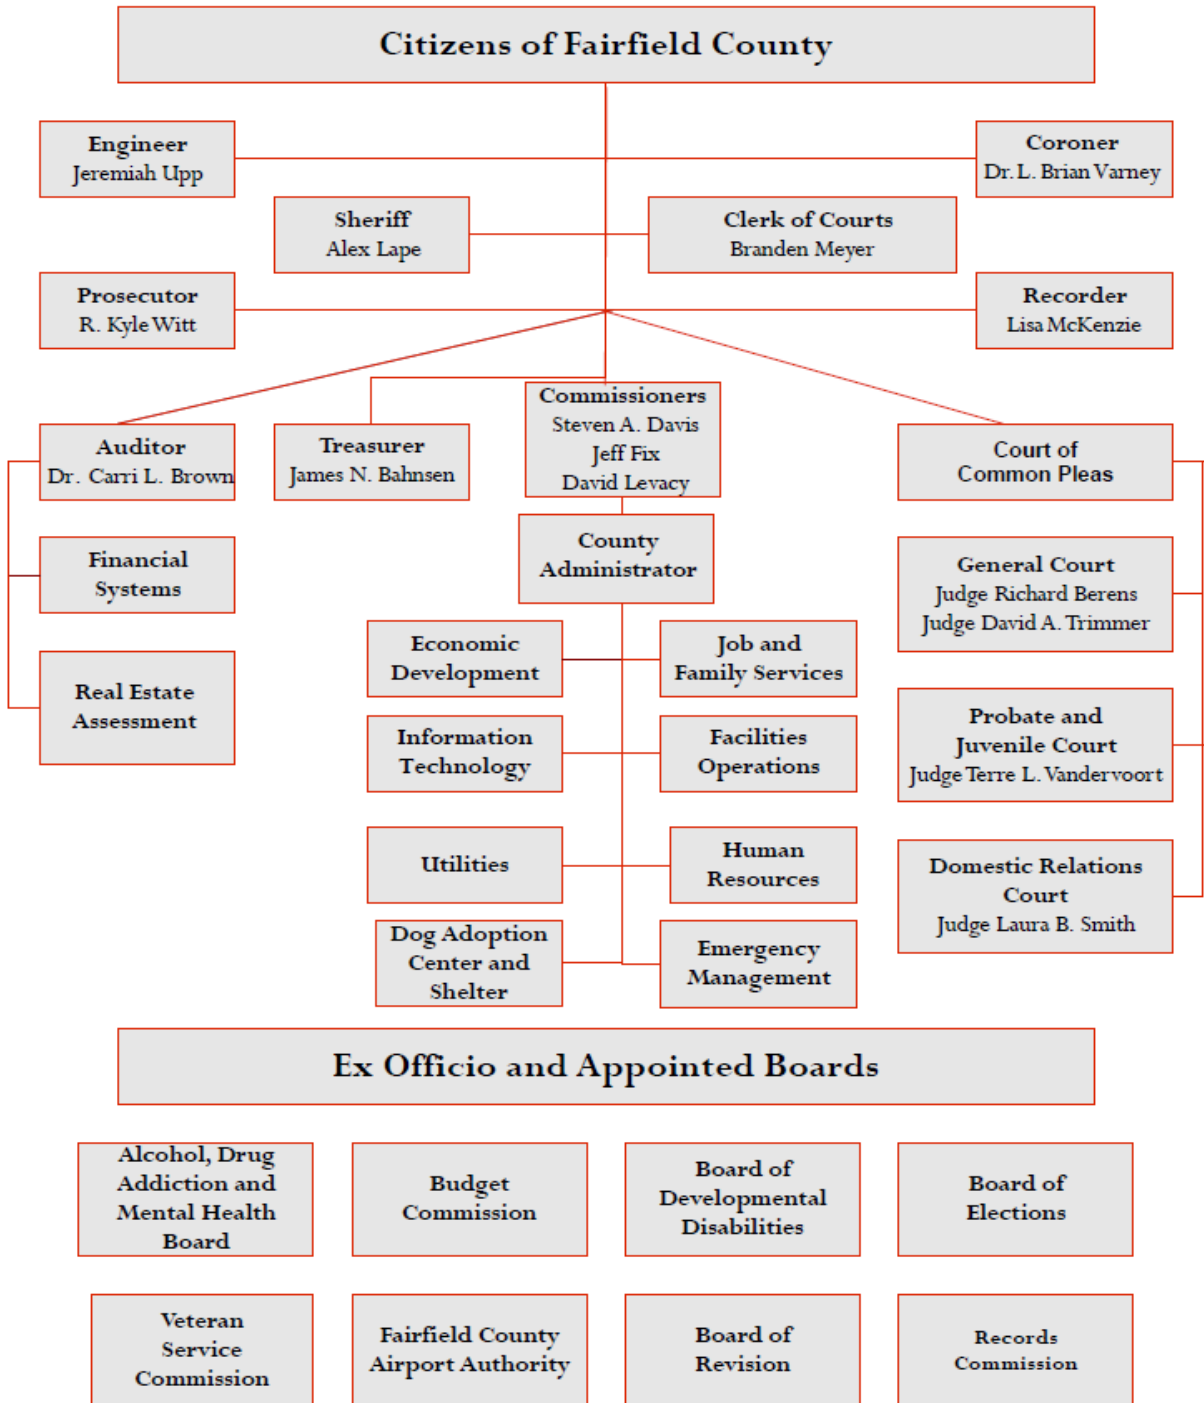 Citizens of Fairfield County
Engineer
Jeremiah Upp
Coroner
Dr. L. Brian Varney
Sheriff
Alex Lape
Clerk of Courts
Branden Meyer
Prosecutor
R. Kyle Witt
Recorder
Lisa McKenzie
Auditor
Dr. Carri L. Brown
Treasurer
James N. Bahnsen
Commissioners
Steven A. Davis
Jeff Fix
David Levacy
Court of
Common Pleas
County
Administrator
Financial
Systems
General Court
Judge Richard Berens
Judge David A. Trimmer
Economic
Development
Job and
Family Services
Real Estate
Assessment
Information
Technology
Facilities
Operations
Probate and
Juvenile Court
Judge Terre L. Vandervoort
Utilities
Human
Resources
Domestic Relations
Court
Judge Laura B. Smith
Dog Adoption
Center and
Shelter
Emergency
Management
Ex Officio and Appointed Boards
Alcohol, Drug
Addiction and
Mental Health
Board
Budget
Commission
Board of
Developmental
Disabilities
Board of
Elections
Veteran
Service
Commission
Fairfield County
Airport Authority
Board of
Revision
Records
Commission